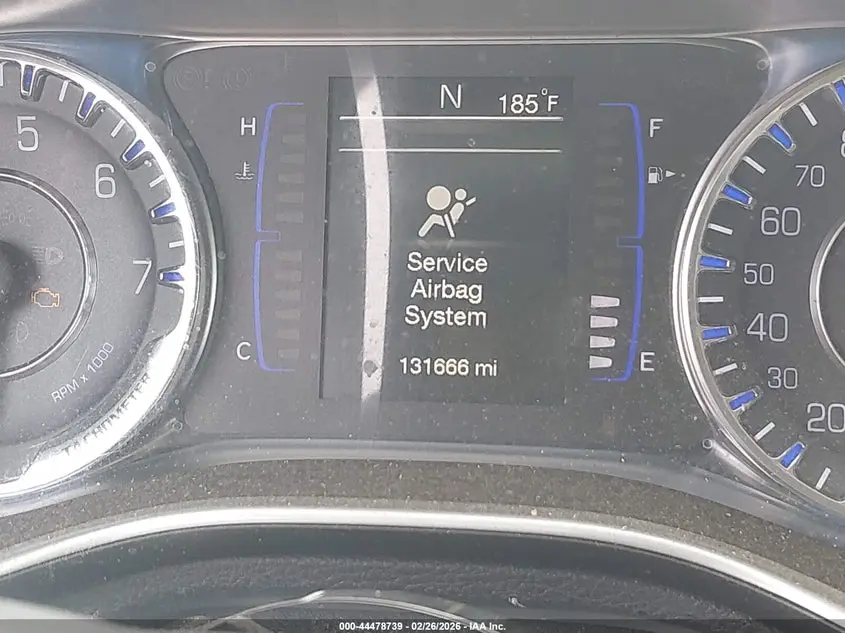 N 185°F
H
F
Service
Airbag
System
131666 mi
C
E
5
6
7
RPM x 1000
TACHOMETER
70
60
50
40
30
20
000-44478739 - 02/26/2026 - IAA Inc.